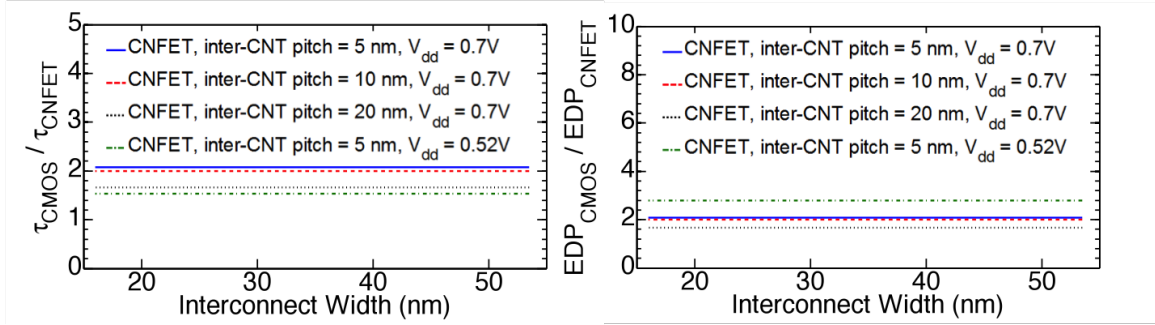 τCMOS / τCNFET
5
4
3
2
1
0
CNFET, inter-CNT pitch = 5 nm, Vdd = 0.7V
CNFET, inter-CNT pitch = 10 nm, Vdd = 0.7V
CNFET, inter-CNT pitch = 20 nm, Vdd = 0.7V
CNFET, inter-CNT pitch = 5 nm, Vdd = 0.52V
20 30 40 50
Interconnect Width (nm)
EDPCMOS / EDPCNFET
10
8
6
4
2
0
CNFET, inter-CNT pitch = 5 nm, Vdd = 0.7V
CNFET, inter-CNT pitch = 10 nm, Vdd = 0.7V
CNFET, inter-CNT pitch = 20 nm, Vdd = 0.7V
CNFET, inter-CNT pitch = 5 nm, Vdd = 0.52V
20 30 40 50
Interconnect Width (nm)